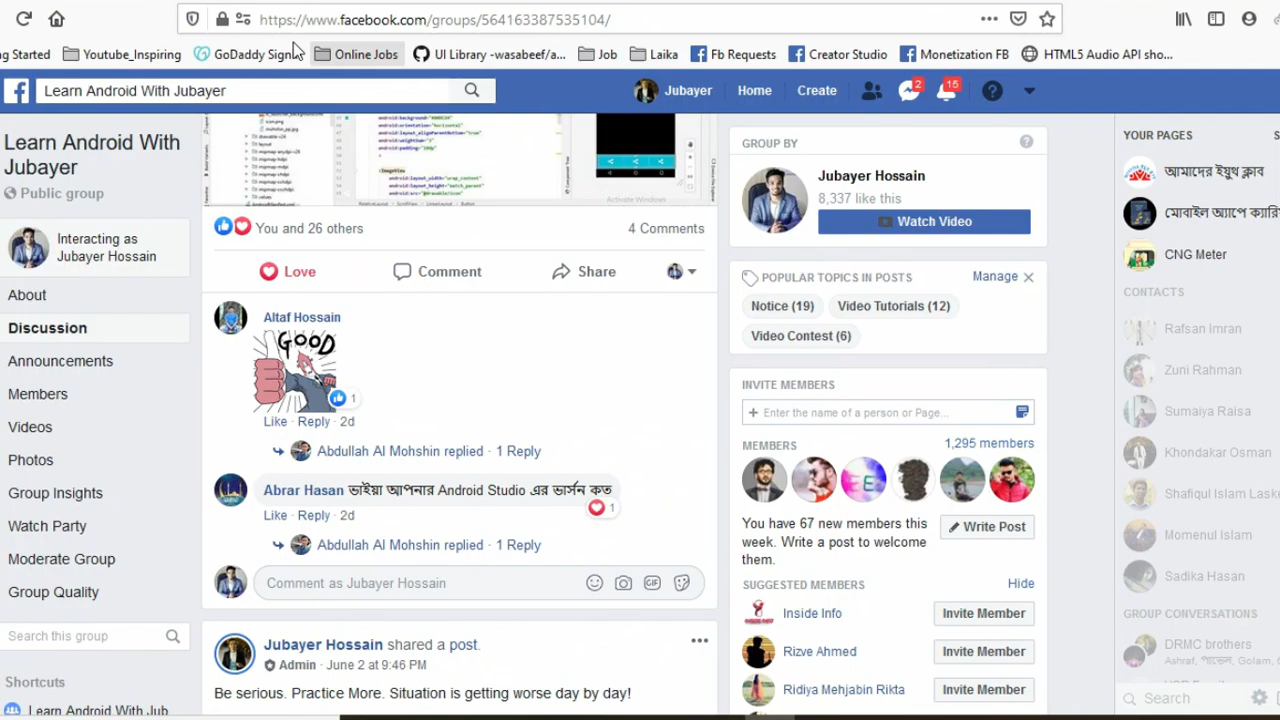 https://www.facebook.com/groups/564163387535104/
ng Started
Youtube_Inspiring
GoDaddy Sign
Online Jobs
UI Library -wasabeef/a...
Job
Laika
Fb Requests
Creator Studio
Monetization FB
HTML5 Audio API sho...
Learn Android With Jubayer
Jubayer
Home
Create
2
15
Learn Android With
Jubayer
Public group
Interacting as
Jubayer Hossain
About
Discussion
Announcements
Members
Videos
Photos
Group Insights
Watch Party
Moderate Group
Group Quality
Search this group
Shortcuts
Learn Android With Jub
You and 26 others
4 Comments
Love
Comment
Share
Altaf Hossain
GOOD
1
Like · Reply · 2d
Abdullah Al Mohshin replied · 1 Reply
Abrar Hasan ভাইয়া আপনার Android Studio এর ভার্সন কত
1
Like · Reply · 2d
Abdullah Al Mohshin replied · 1 Reply
Comment as Jubayer Hossain
GIF
Jubayer Hossain shared a post.
Admin · June 2 at 9:46 PM
Be serious. Practice More. Situation is getting worse day by day!
GROUP BY
Jubayer Hossain
8,337 like this
Watch Video
POPULAR TOPICS IN POSTS
Manage
Notice (19)
Video Tutorials (12)
Video Contest (6)
INVITE MEMBERS
+ Enter the name of a person or Page...
MEMBERS
1,295 members
You have 67 new members this
week. Write a post to welcome
them.
Write Post
SUGGESTED MEMBERS
Hide
Inside Info
Invite Member
Rizve Ahmed
Invite Member
Ridiya Mehjabin Rikta
Invite Member
YOUR PAGES
আমাদের ইয়ুথ ক্লাব
মোবাইল অ্যাপে ক্যারি
CNG Meter
CONTACTS
Rafsan Imran
Zuni Rahman
Sumaiya Raisa
Khondakar Osman
Shafiqul Islam Lask
Momenul Islam
Sadika Hasan
GROUP CONVERSATIONS
DRMC brothers
Search